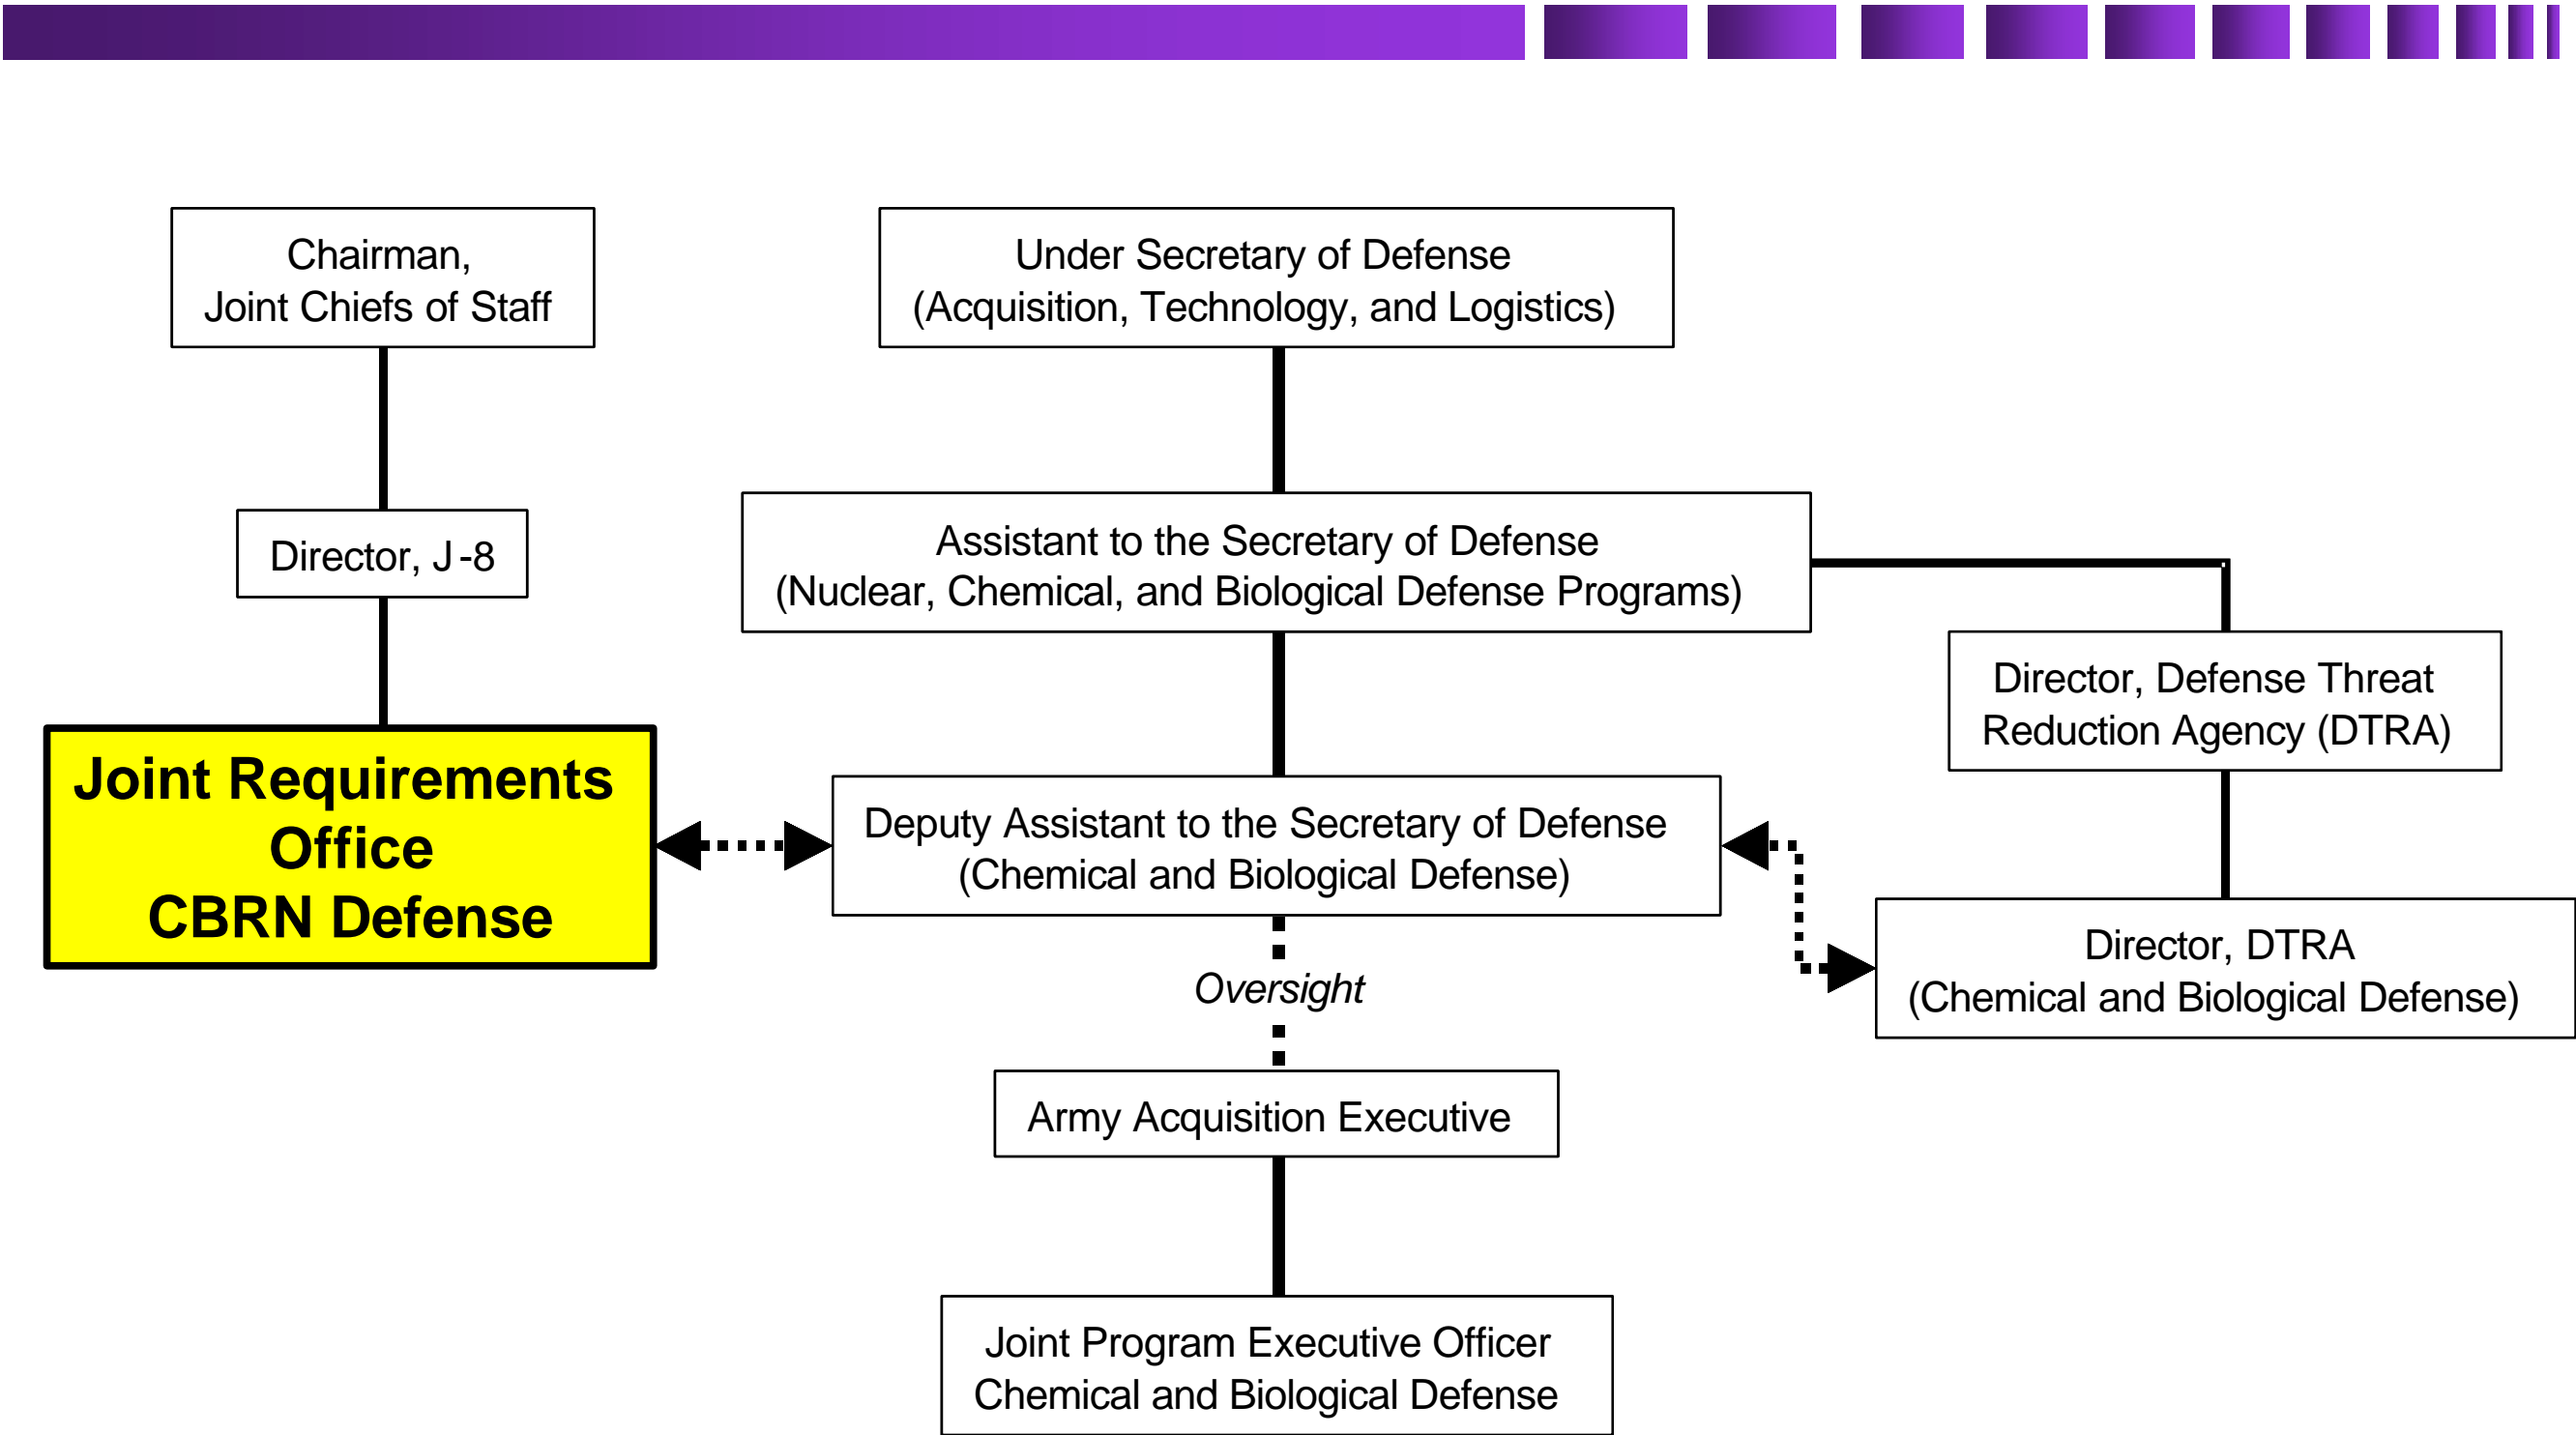 Chairman,
Joint Chiefs of Staff
Under Secretary of Defense
(Acquisition, Technology, and Logistics)
Director, J-8
Assistant to the Secretary of Defense
(Nuclear, Chemical, and Biological Defense Programs)
Director, Defense Threat
Reduction Agency (DTRA)
Joint Requirements
Office
CBRN Defense
Deputy Assistant to the Secretary of Defense
(Chemical and Biological Defense)
Director, DTRA
(Chemical and Biological Defense)
Oversight
Army Acquisition Executive
Joint Program Executive Officer
Chemical and Biological Defense